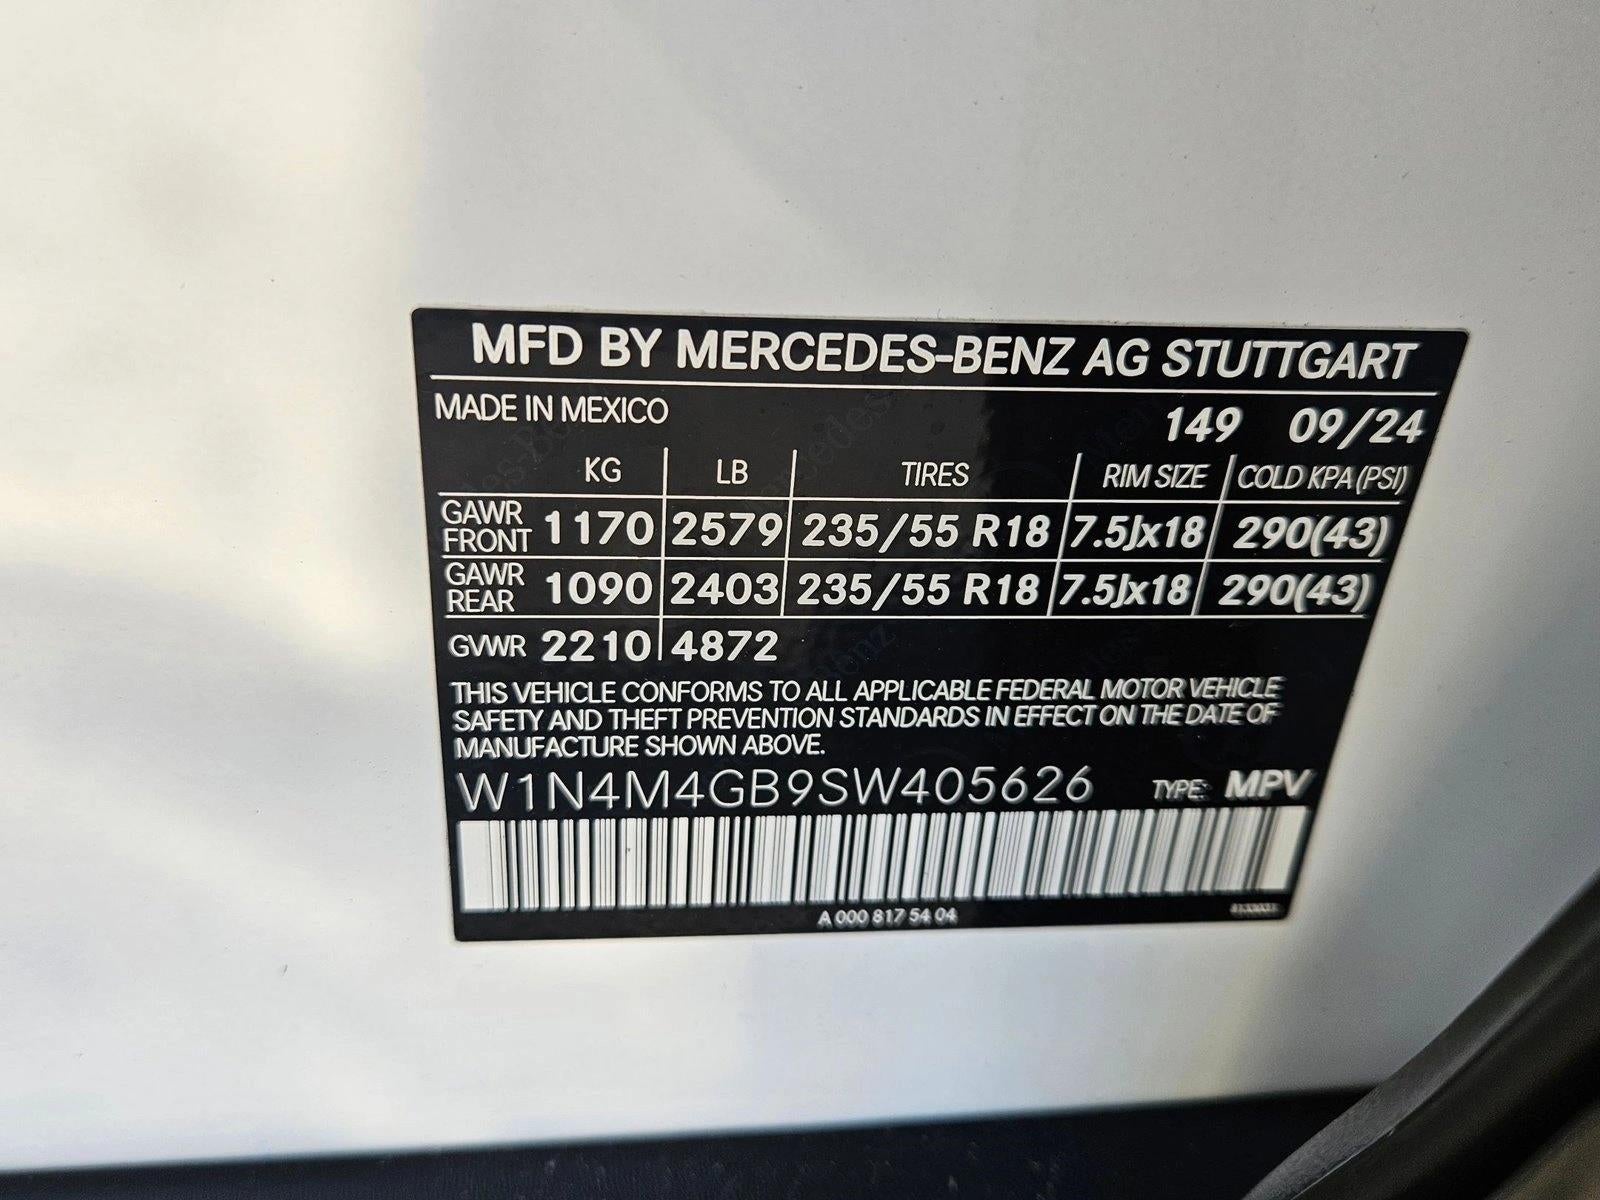 MFD BY MERCEDES-BENZ AG STUTTGART
MADE IN MEXICO
149 09/24
KG LB TIRES RIM SIZE COLD KPA (PSI)
GAWR FRONT 1170 2579 235/55 R18 7.5Jx18 290(43)
GAWR REAR 1090 2403 235/55 R18 7.5Jx18 290(43)
GVWR 2210 4872
THIS VEHICLE CONFORMS TO ALL APPLICABLE FEDERAL MOTOR VEHICLE
SAFETY AND THEFT PREVENTION STANDARDS IN EFFECT ON THE DATE OF
MANUFACTURE SHOWN ABOVE.
W1N4M4GB9SW405626 TYPE: MPV
A 000 817 54 04